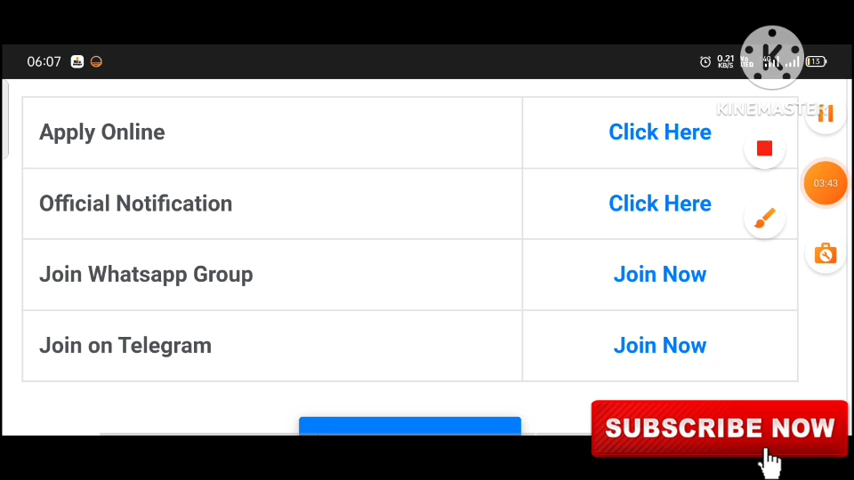 06:07
0.21
KB/S
4G
13
KINEMASTER
Apply Online Click Here
03:43
Official Notification Click Here
Join Whatsapp Group Join Now
Join on Telegram Join Now
SUBSCRIBE NOW